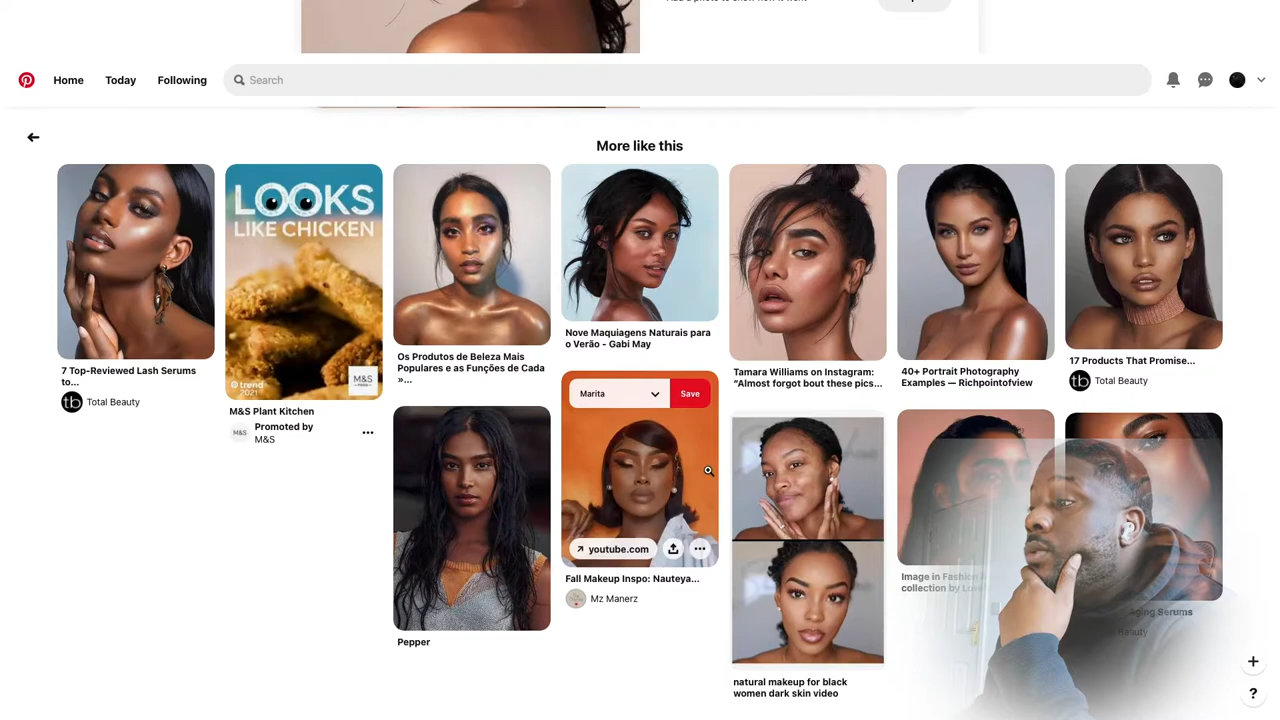 Home
Today
Following
Search
More like this
7 Top-Reviewed Lash Serums
to...
tb
Total Beauty
LOOKS
LIKE CHICKEN
trend
2021
M&S
M&S Plant Kitchen
M&S
Promoted by
M&S
Os Produtos de Beleza Mais
Populares e as Funções de Cada
»...
Pepper
Nove Maquiagens Naturais para
o Verão - Gabi May
Marita
Save
youtube.com
Fall Makeup Inspo: Nauteya...
Mz Manerz
Tamara Williams on Instagram:
“Almost forgot bout these pics...
natural makeup for black
women dark skin video
40+ Portrait Photography
Examples — Richpointofview
Image in Fashion
collection by
17 Products That Promise...
tb
Total Beauty
Aging Serums
Beauty
+
?